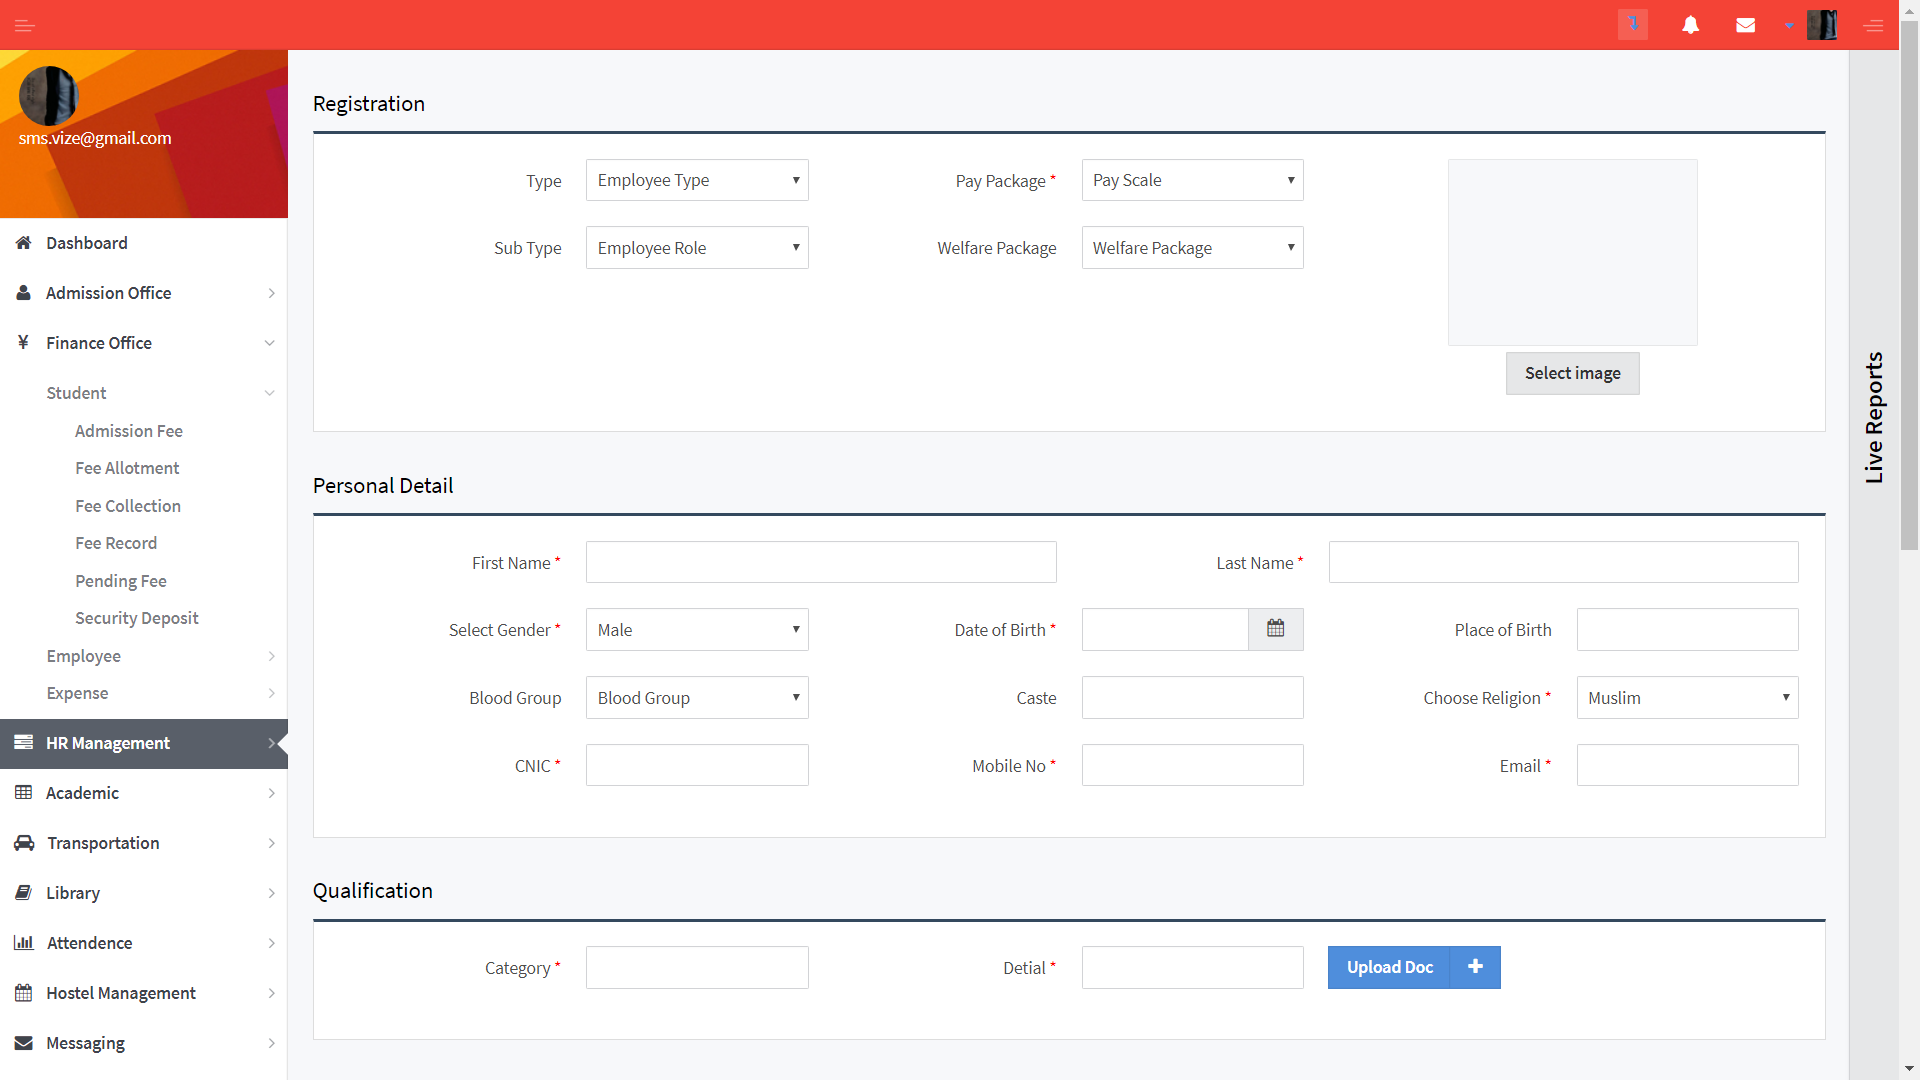 sms.vize@gmail.com
Dashboard
Admission Office
¥ Finance Office
Student
Admission Fee
Fee Allotment
Fee Collection
Fee Record
Pending Fee
Security Deposit
Employee
Expense
HR Management
Academic
Transportation
Library
Attendence
Hostel Management
Messaging
Registration
Type Employee Type Pay Package * Pay Scale
Sub Type Employee Role Welfare Package Welfare Package
Select image
Personal Detail
First Name * Last Name *
Select Gender * Male Date of Birth * Place of Birth
Blood Group Blood Group Caste Choose Religion * Muslim
CNIC * Mobile No * Email *
Qualification
Category * Detial * Upload Doc +
Live Reports